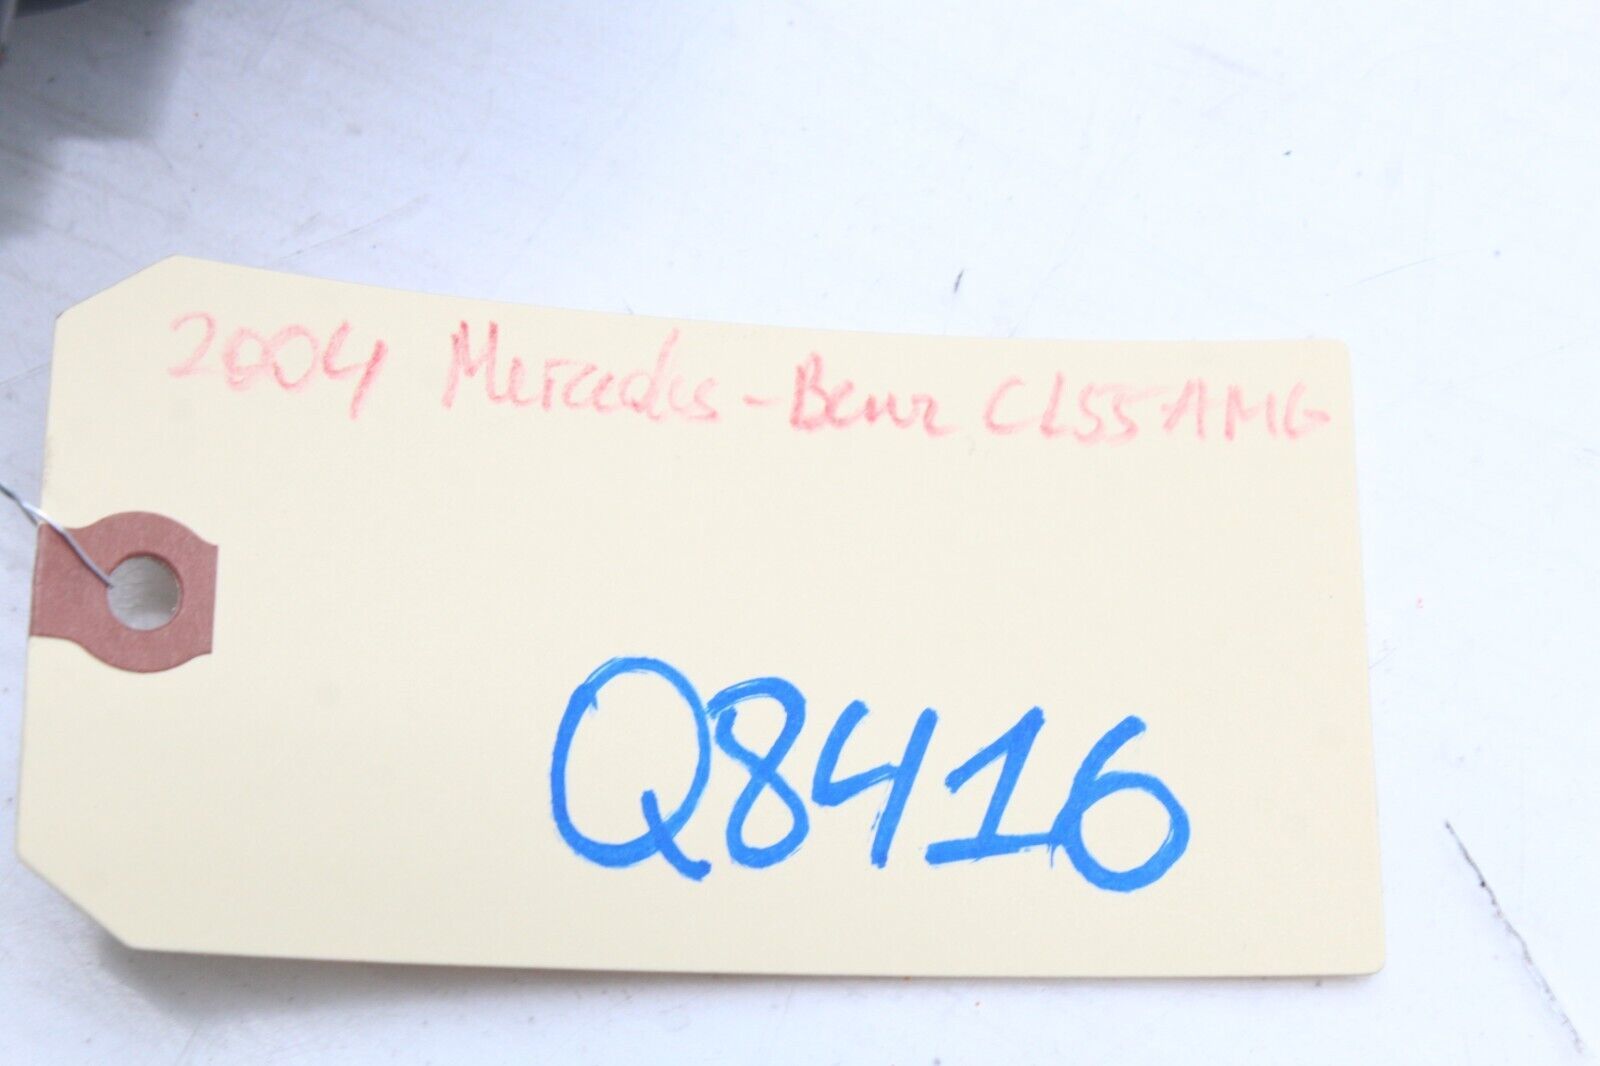 2004 Mercedes-Benz CL55 AMG
Q8416